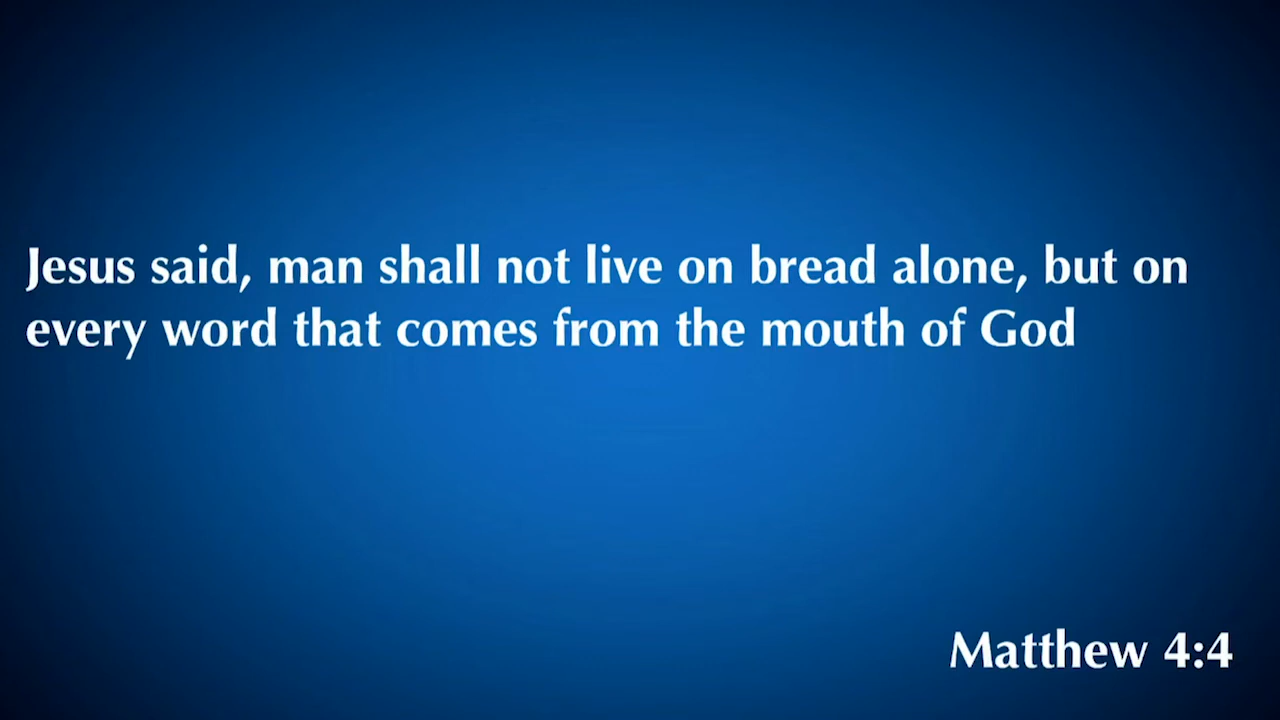 Jesus said, man shall not live on bread alone, but on
every word that comes from the mouth of God
Matthew 4:4